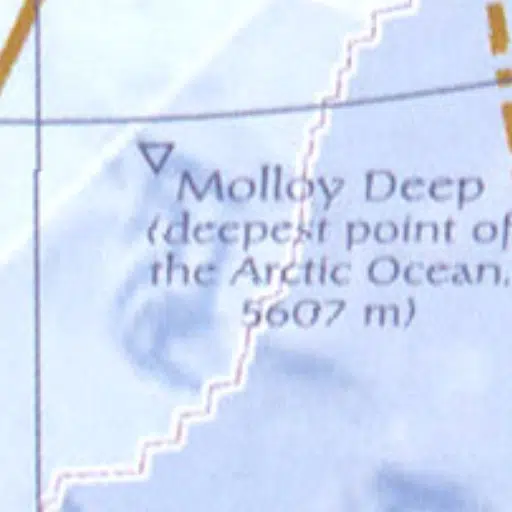 Molloy Deep
(deepest point of
the Arctic Ocean,
5607 m)